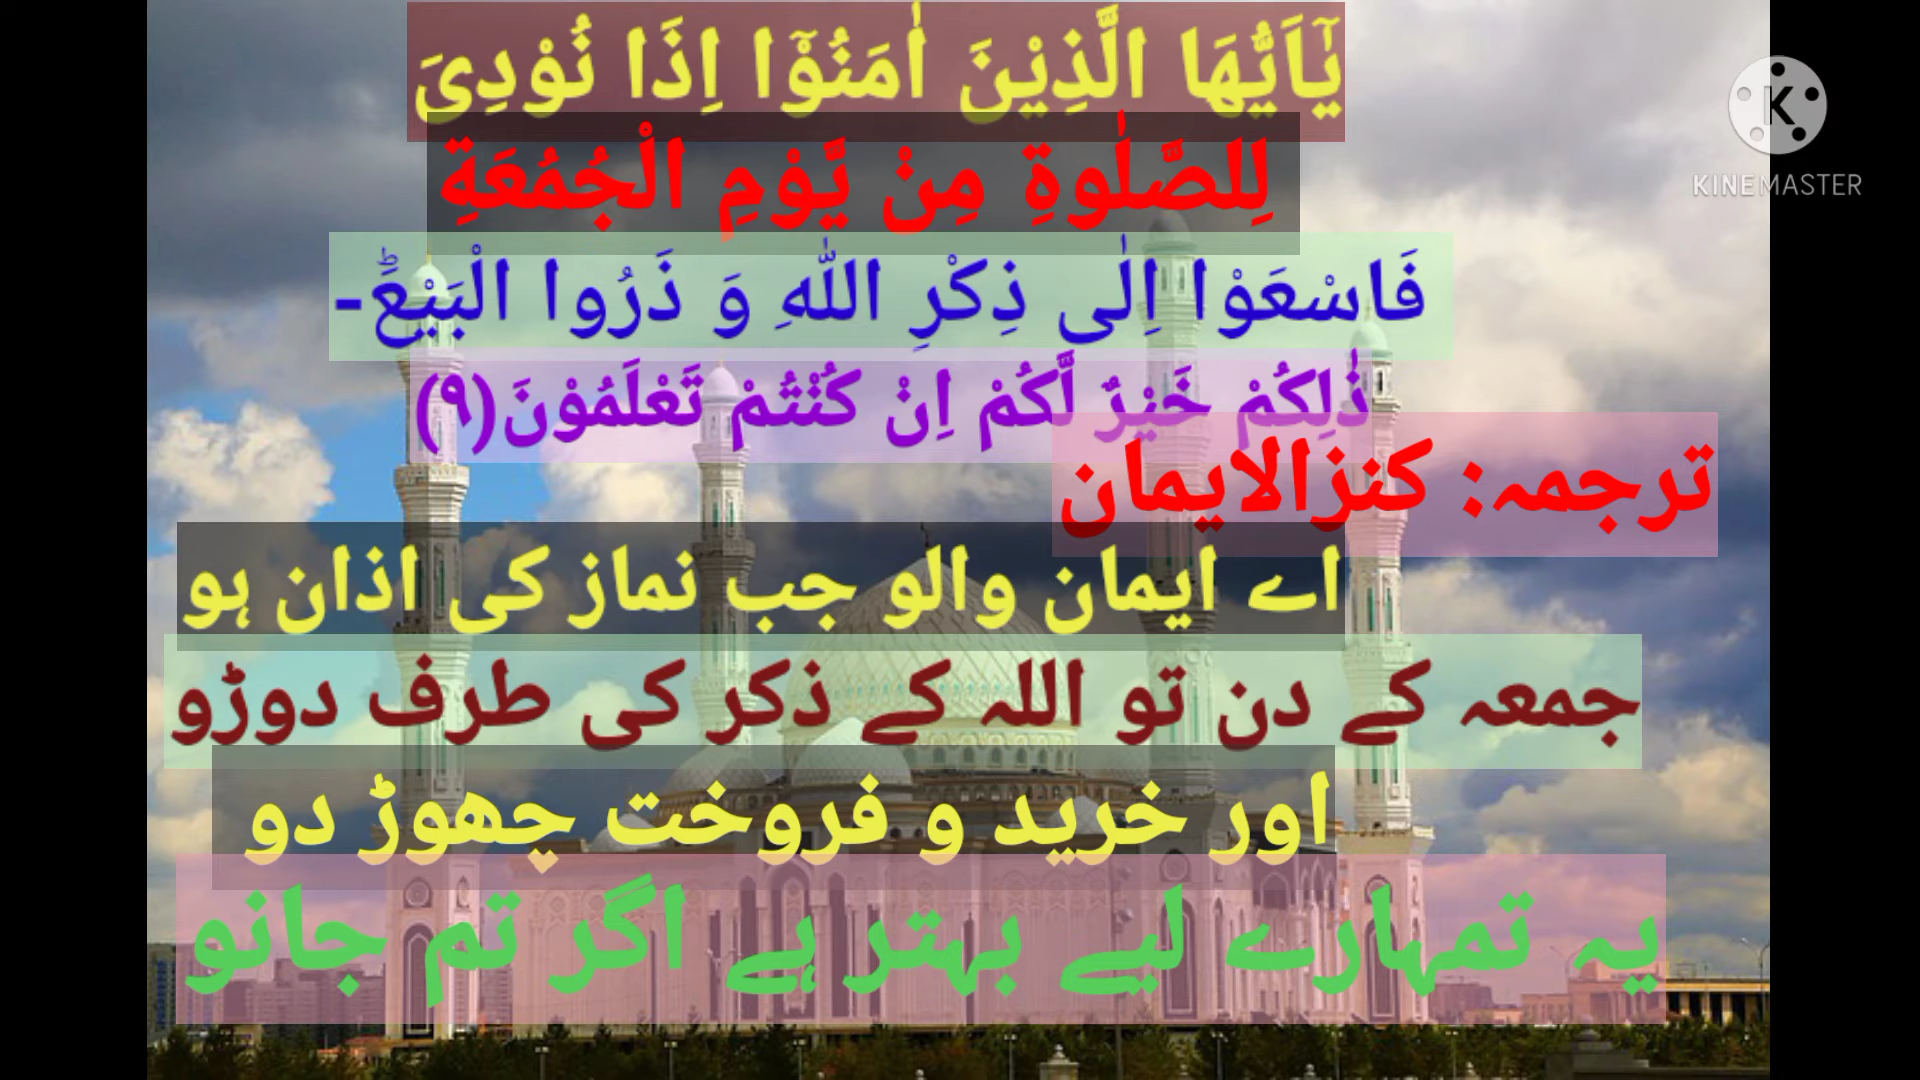 یٰۤاَیُّهَا الَّذِیْنَ اٰمَنُوْۤا اِذَا نُوْدِیَ
لِلصَّلٰوةِ مِنْ یَّوْمِ الْجُمُعَةِ
فَاسْعَوْا اِلٰى ذِكْرِ اللّٰهِ وَ ذَرُوا الْبَیْعَؕ-
ذٰلِكُمْ خَیْرٌ لَّكُمْ اِنْ كُنْتُمْ تَعْلَمُوْنَ(۹)
ترجمہ: کنزالایمان
اے ایمان والو جب نماز کی اذان ہو
جمعہ کے دن تو اللہ کے ذکر کی طرف دوڑو
اور خرید و فروخت چھوڑ دو
یہ تمہارے لیے بہتر ہے اگر تم جانو
K
KINEMASTER